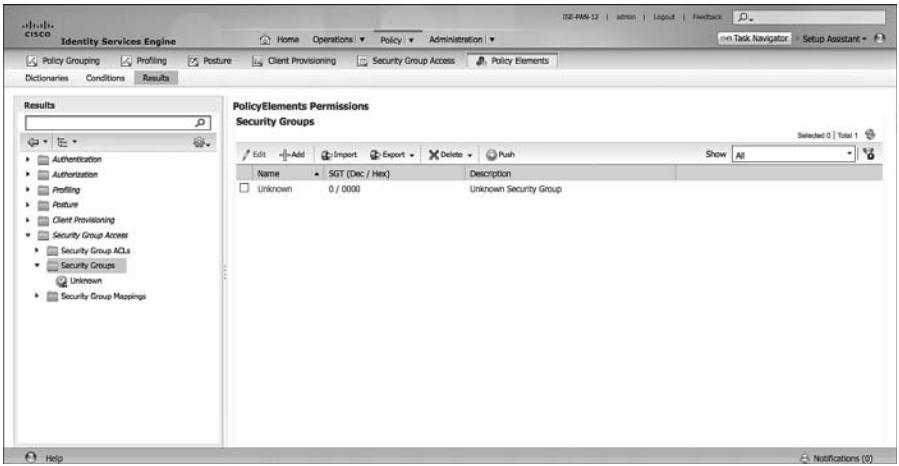 ISE-PAN-12 | admin | Logout | Feedback
CISCO Identity Services Engine
Home Operations Policy Administration
Task Navigator Setup Assistant
Policy Grouping Profiling Posture Client Provisioning Security Group Access Policy Elements
Dictionaries Conditions Results
Results
Authentication
Authorization
Profiling
Posture
Client Provisioning
Security Group Access
Security Group ACLs
Security Groups
Unknown
Security Group Mappings
PolicyElements Permissions
Security Groups
Selected 0 | Total 1
Edit Add Import Export Delete Push Show All
Name SGT (Dec / Hex) Description
Unknown 0 / 0000 Unknown Security Group
Help Notifications (0)